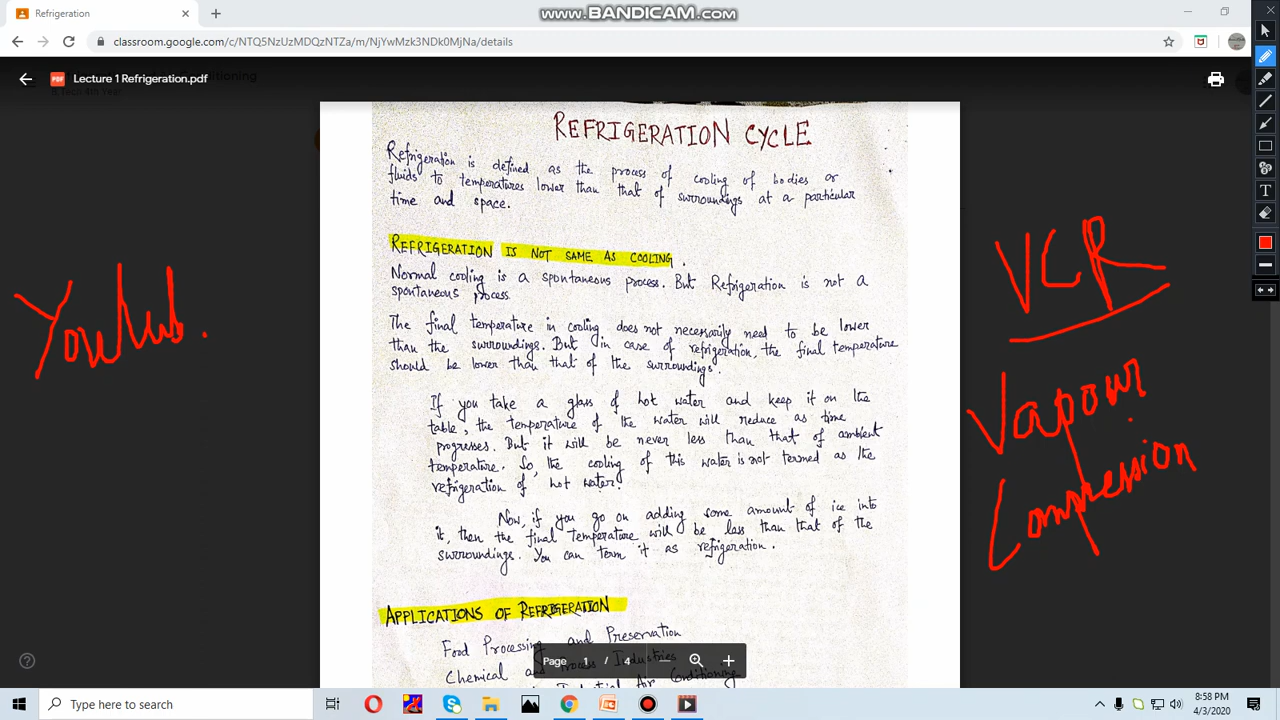 Refrigeration
www.BANDICAM.com
classroom.google.com/c/NTQ5NzUzMDQzNTZa/m/NjYwMzk3NDk0MjNa/details
PDF Lecture 1 Refrigeration.pdf
REFRIGERATION CYCLE
Refrigeration is defined as the process of cooling of bodies or
fluids to temperatures lower than that of surroundings at a particular
time and space.
REFRIGERATION IS NOT SAME AS COOLING.
Normal cooling is a spontaneous process. But Refrigeration is not a
spontaneous process.
The final temperature in cooling does not necessarily need to be lower
than the surroundings. But in case of refrigeration, the final temperature
should be lower than that of the surroundings.
If you take a glass of hot water and keep it on the
table, the temperature of the water will reduce as time
progresses. But it will be never less than that of ambient
temperature. So, the cooling of this water is not termed as the
refrigeration of hot water.
Now, if you go on adding some amount of ice into
it, then the final temperature will be less than that of the
surroundings. You can term it as refrigeration.
APPLICATIONS OF REFRIGERATION
Food Processing and Preservation
Chemical and Process Industries
Industrial Air Conditioning
VCR
Vapour
Compression
Page 1 / 4
Type here to search
8:58 PM
4/3/2020